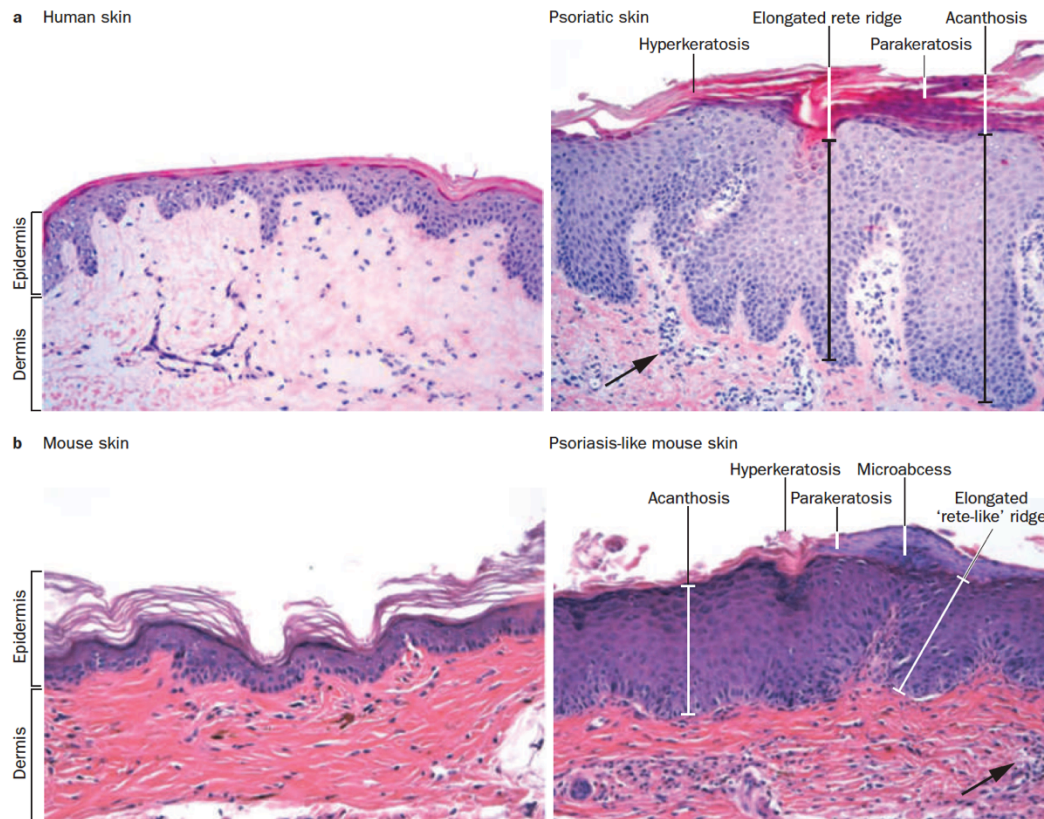 a Human skin
Psoriatic skin
Elongated rete ridge
Acanthosis
Hyperkeratosis
Parakeratosis
Epidermis
Dermis
b Mouse skin
Psoriasis-like mouse skin
Hyperkeratosis
Microabcess
Acanthosis
Parakeratosis
Elongated
‘rete-like’ ridge
Epidermis
Dermis